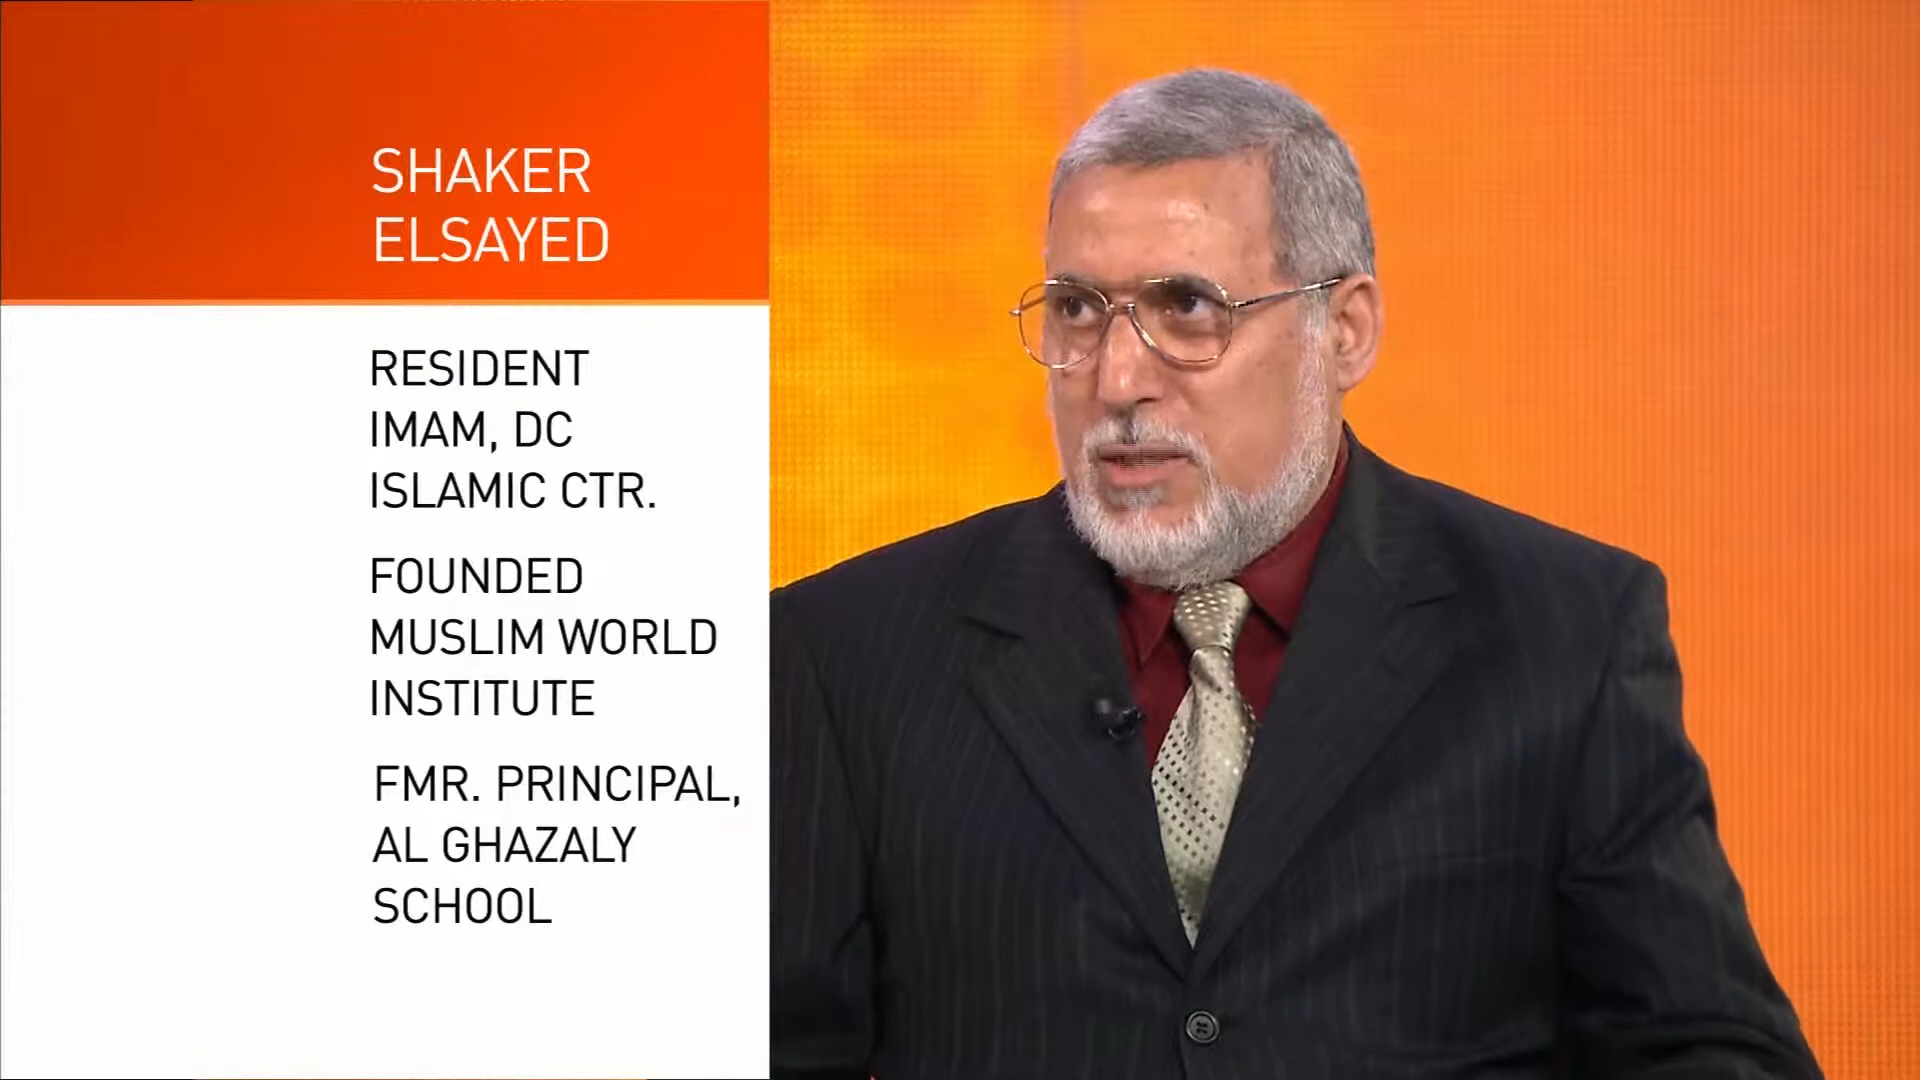 SHAKER
ELSAYED
RESIDENT
IMAM, DC
ISLAMIC CTR.
FOUNDED
MUSLIM WORLD
INSTITUTE
FMR. PRINCIPAL,
AL GHAZALY
SCHOOL